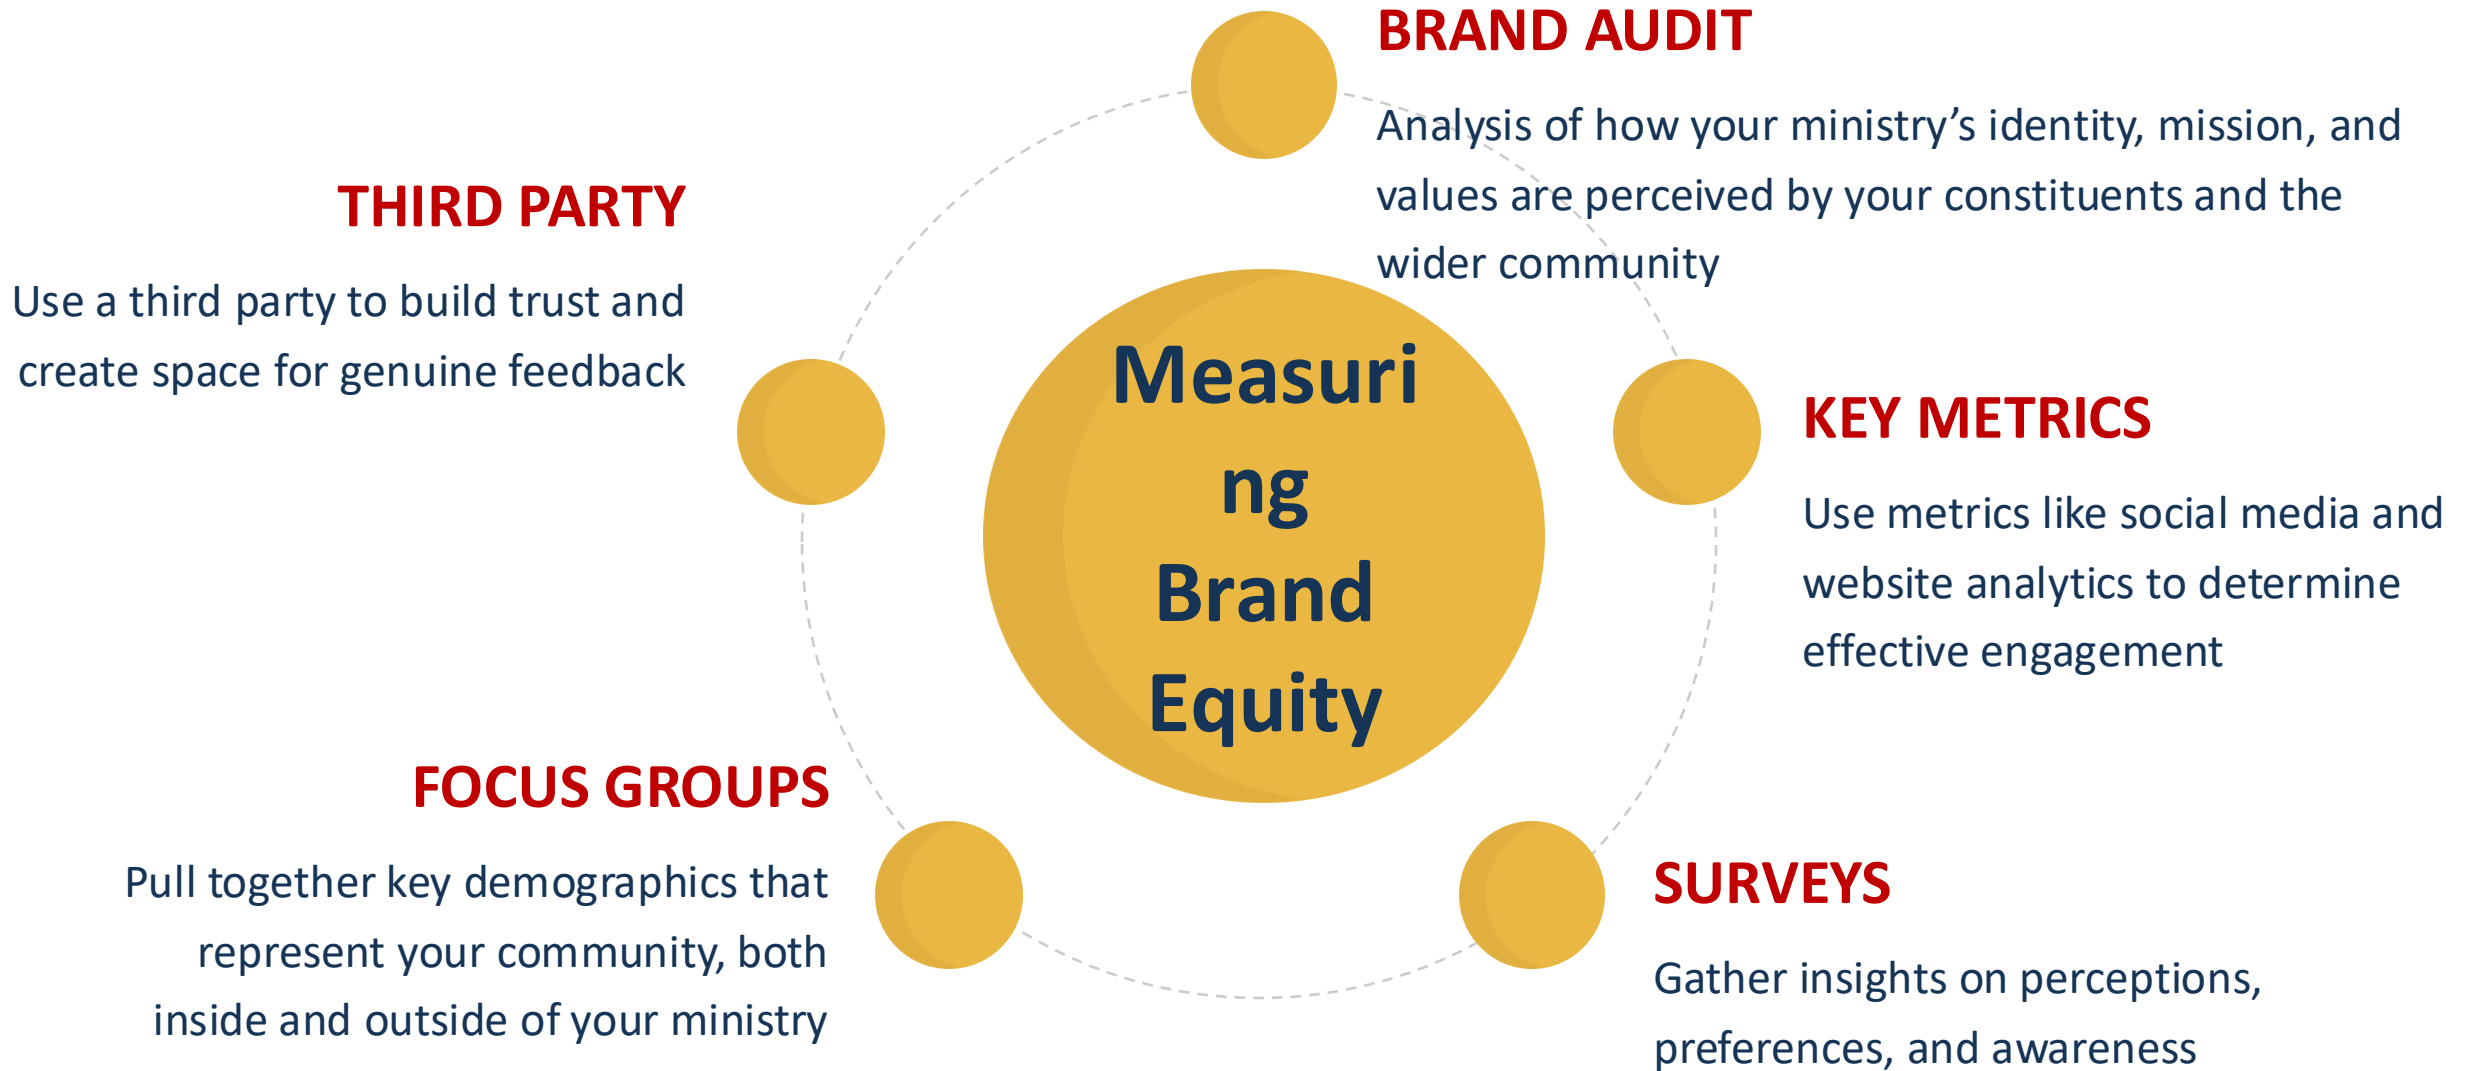 BRAND AUDIT
Analysis of how your ministry’s identity, mission, and
values are perceived by your constituents and the
wider community
THIRD PARTY
Use a third party to build trust and
create space for genuine feedback
Measuri
ng
Brand
Equity
KEY METRICS
Use metrics like social media and
website analytics to determine
effective engagement
FOCUS GROUPS
Pull together key demographics that
represent your community, both
inside and outside of your ministry
SURVEYS
Gather insights on perceptions,
preferences, and awareness